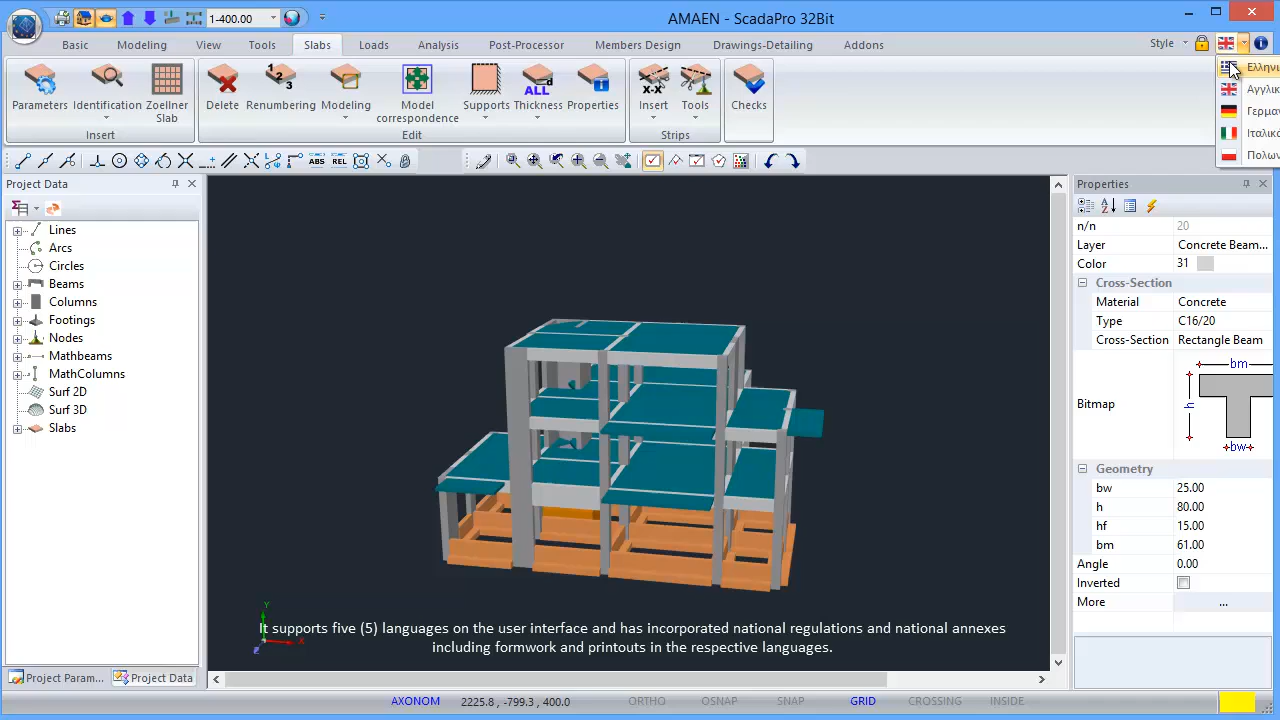 1-400.00
AMAEN - ScadaPro 32Bit
Basic
Modeling
View
Tools
Slabs
Loads
Analysis
Post-Processor
Members Design
Drawings-Detailing
Addons
Style
Parameters
Identification
Zoellner
Slab
Insert
Delete
Renumbering
Modeling
Model
correspondence
Supports
ALL
Thickness
Properties
Edit
X-X
Insert
Tools
Strips
Checks
Αγγλικ
Γερμαν
Ιταλικα
Πολων
ABS
REL
Project Data
Lines
Arcs
Circles
Beams
Columns
Footings
Nodes
Mathbeams
MathColumns
Surf 2D
Surf 3D
Slabs
Project Param...
Project Data
Y
X
Z
It supports five (5) languages on the user interface and has incorporated national regulations and national annexes
including formwork and printouts in the respective languages.
Properties
n/n 20
Layer Concrete Beam...
Color 31
Cross-Section
Material Concrete
Type C16/20
Cross-Section Rectangle Beam
Bitmap
bm
h
bw
Geometry
bw 25.00
h 80.00
hf 15.00
bm 61.00
Angle 0.00
Inverted
More ...
AXONOM
2225.8 , -799.3 , 400.0
ORTHO
OSNAP
SNAP
GRID
CROSSING
INSIDE